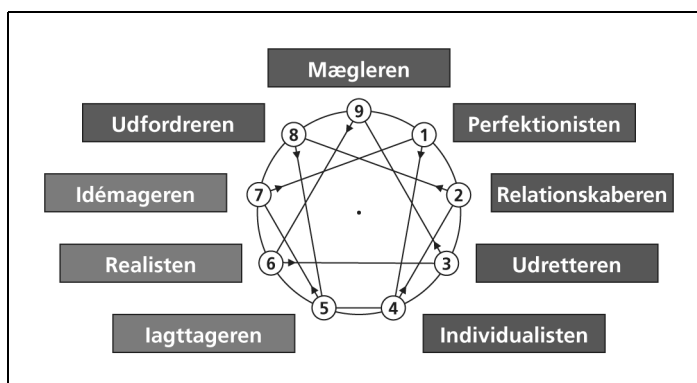 Mægleren
Udfordreren
Perfektionisten
Idémageren
Relationskaberen
Realisten
Udretteren
Iagttageren
Individualisten
9
8
1
7
2
6
3
5
4